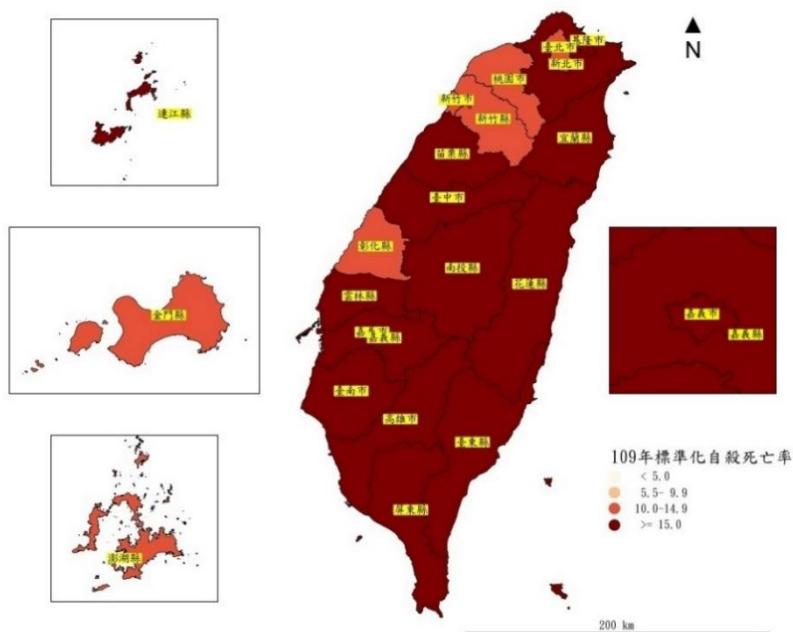 N
基隆市
臺北市
新北市
桃園市
新竹市
新竹縣
宜蘭縣
連江縣
苗栗縣
臺中市
彰化縣
南投縣
花蓮縣
金門縣
雲林縣
嘉義市
嘉義縣
嘉義市
嘉義縣
臺南市
高雄市
臺東縣
屏東縣
澎湖縣
109年標準化自殺死亡率
< 5.0
5.5- 9.9
10.0-14.9
>= 15.0
200 km